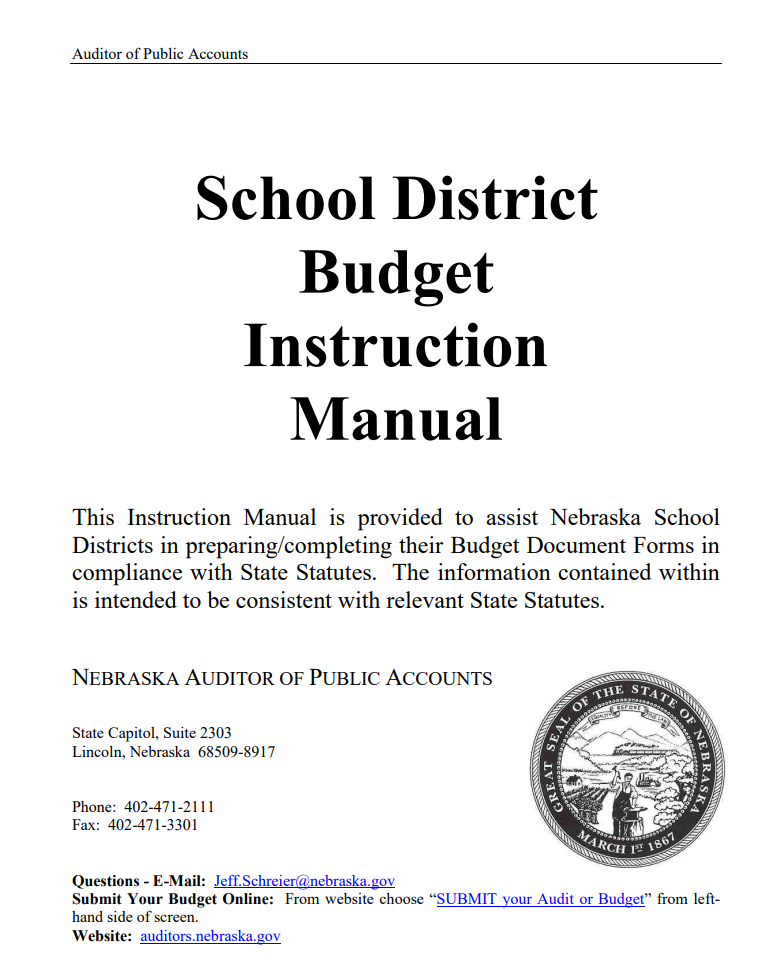 Auditor of Public Accounts
School District
Budget
Instruction
Manual
This Instruction Manual is provided to assist Nebraska School
Districts in preparing/completing their Budget Document Forms in
compliance with State Statutes. The information contained within
is intended to be consistent with relevant State Statutes.
NEBRASKA AUDITOR OF PUBLIC ACCOUNTS
GREAT SEAL OF THE STATE OF NEBRASKA
EQUALITY BEFORE THE LAW
MARCH 1ST 1867
State Capitol, Suite 2303
Lincoln, Nebraska 68509-8917
Phone: 402-471-2111
Fax: 402-471-3301
Questions - E-Mail: Jeff.Schreier@nebraska.gov
Submit Your Budget Online: From website choose “SUBMIT your Audit or Budget” from left-
hand side of screen.
Website: auditors.nebraska.gov